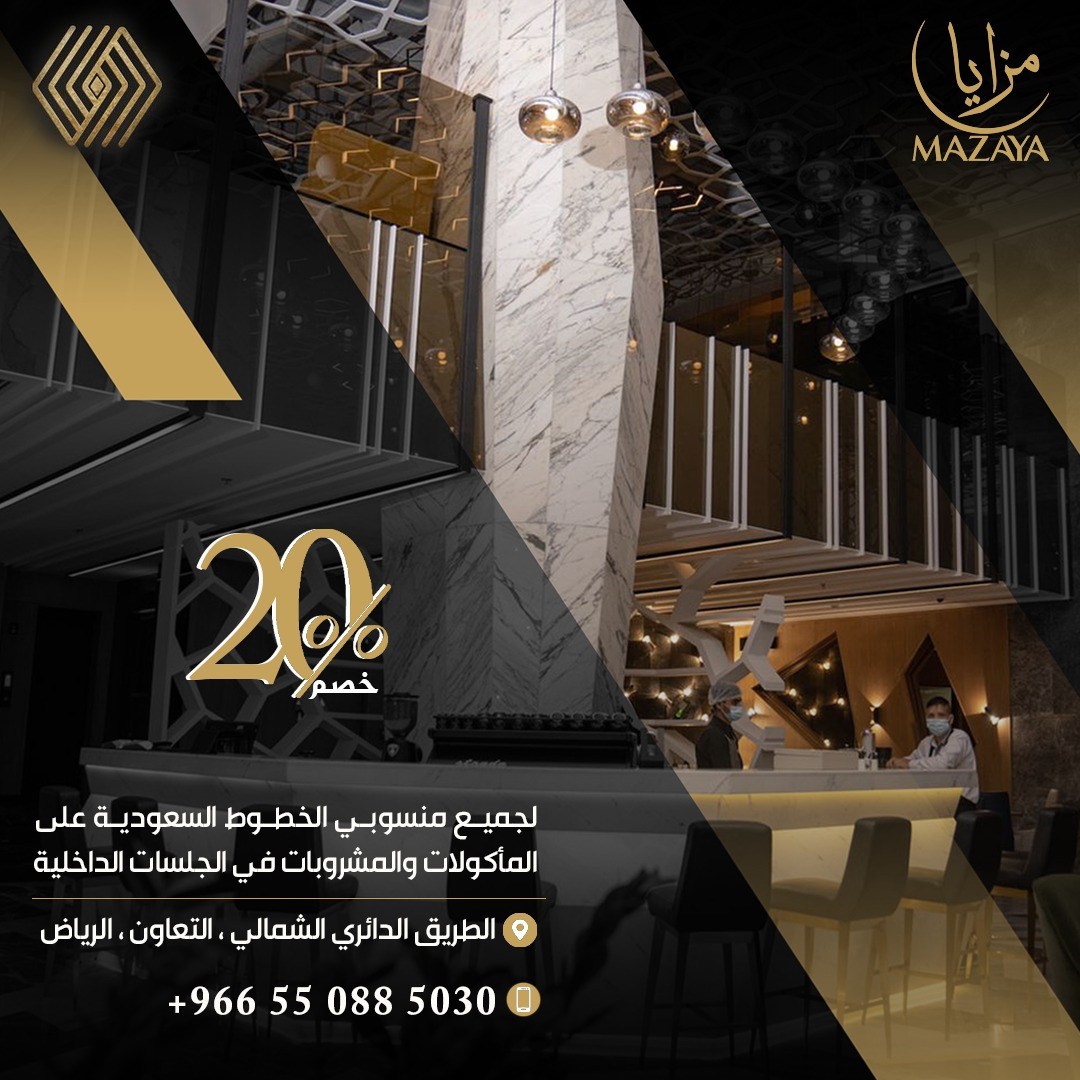 مزايا
MAZAYA
20%
خصم
لجميع منسوبي الخطوط السعودية على
المأكولات والمشروبات في الجلسات الداخلية
الطريق الدائري الشمالي ، التعاون ، الرياض
+966 55 088 5030